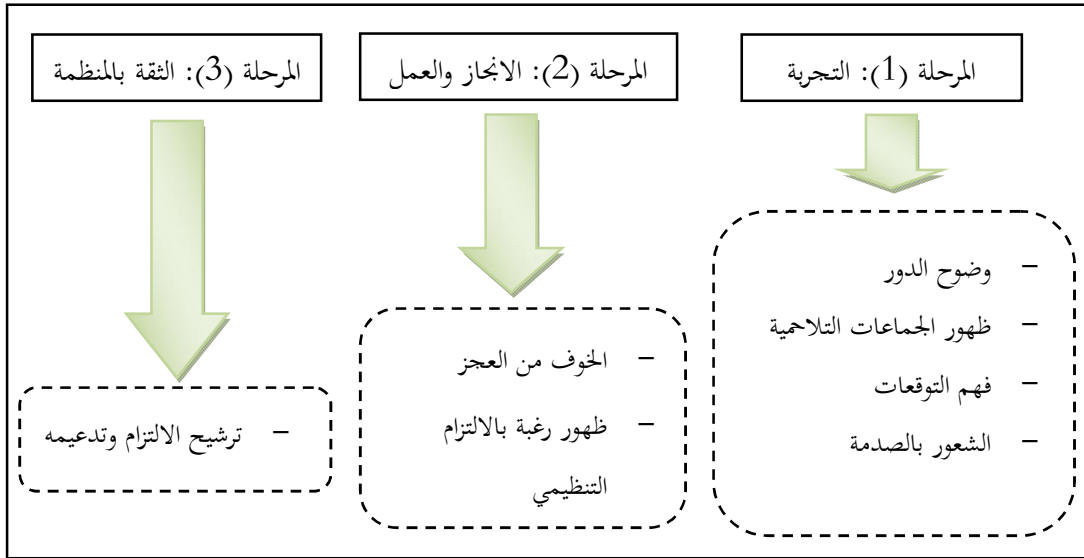 المرحلة (1): التجربة
المرحلة (2): الانجاز والعمل
المرحلة (3): الثقة بالمنظمة
- وضوح الدور
- ظهور الجماعات التلاحمية
- فهم التوقعات
- الشعور بالصدمة
- الخوف من العجز
- ظهور رغبة بالالتزام
التنظيمي
- ترشيح الالتزام وتدعيمه